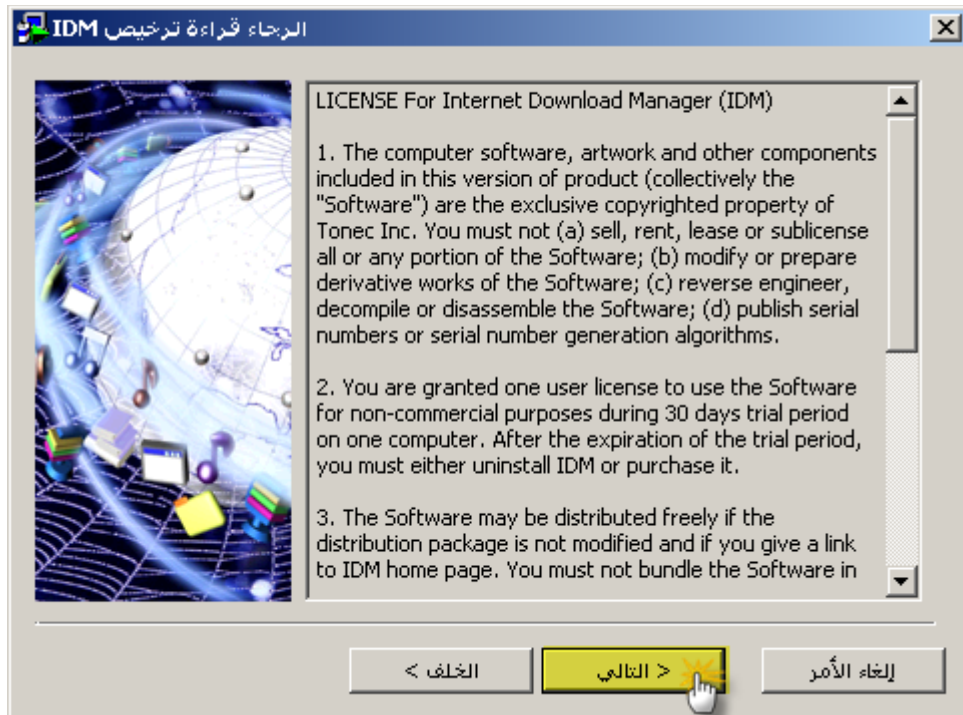 الرجاء قراءة ترخيص IDM
LICENSE For Internet Download Manager (IDM)
1. The computer software, artwork and other components
included in this version of product (collectively the
"Software") are the exclusive copyrighted property of
Tonec Inc. You must not (a) sell, rent, lease or sublicense
all or any portion of the Software; (b) modify or prepare
derivative works of the Software; (c) reverse engineer,
decompile or disassemble the Software; (d) publish serial
numbers or serial number generation algorithms.
2. You are granted one user license to use the Software
for non-commercial purposes during 30 days trial period
on one computer. After the expiration of the trial period,
you must either uninstall IDM or purchase it.
3. The Software may be distributed freely if the
distribution package is not modified and if you give a link
to IDM home page. You must not bundle the Software in
الخلف >
< التالي
إلغاء الأمر